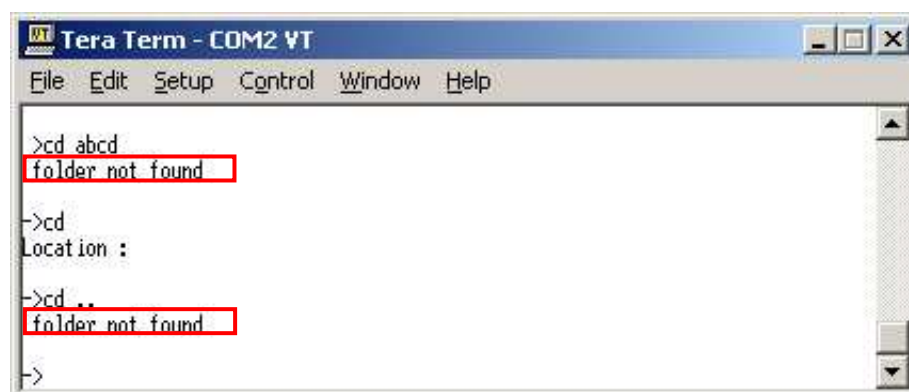 Tera Term - COM2 VT
File Edit Setup Control Window Help
>cd abcd
folder not found
->cd
Location :
->cd ..
folder not found
->